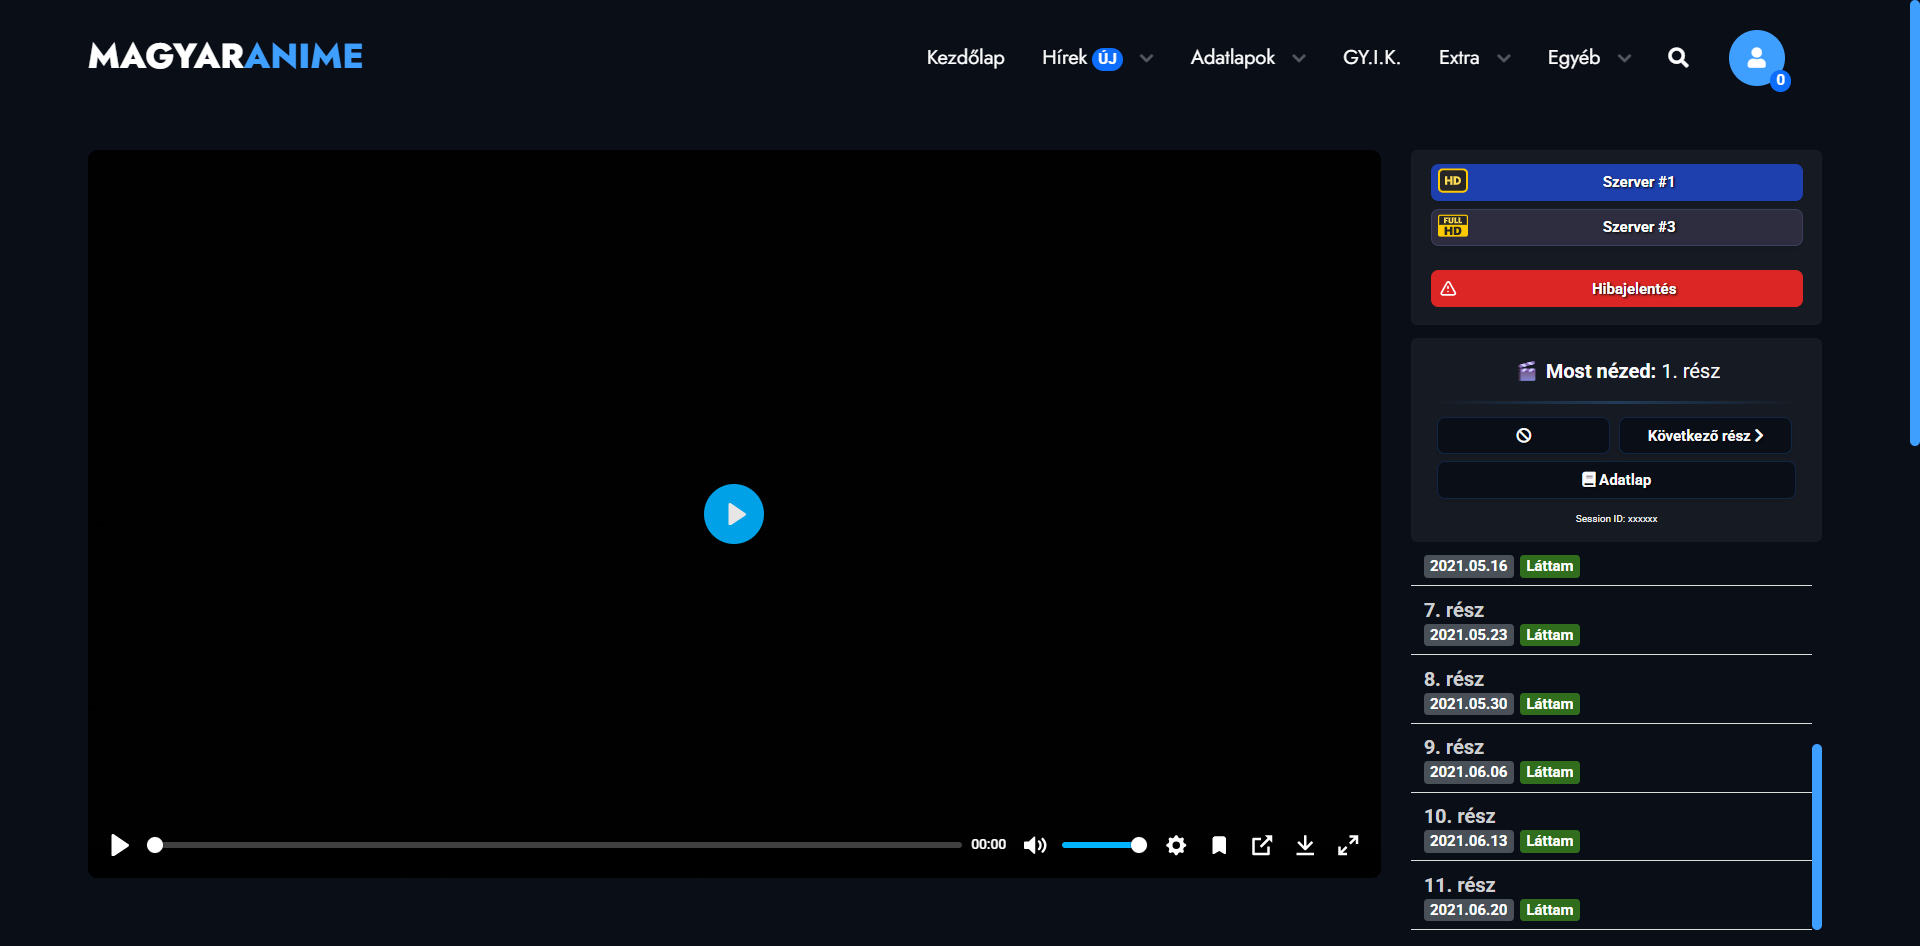 MAGYARANIME
Kezdőlap
Hírek ÚJ
Adatlapok
GY.I.K.
Extra
Egyéb
0
HD Szerver #1
FULL HD Szerver #3
Hibajelentés
Most nézed: 1. rész
Következő rész
Adatlap
Session ID: xxxxxx
2021.05.16 Láttam
7. rész
2021.05.23 Láttam
8. rész
2021.05.30 Láttam
9. rész
2021.06.06 Láttam
10. rész
2021.06.13 Láttam
11. rész
2021.06.20 Láttam
00:00